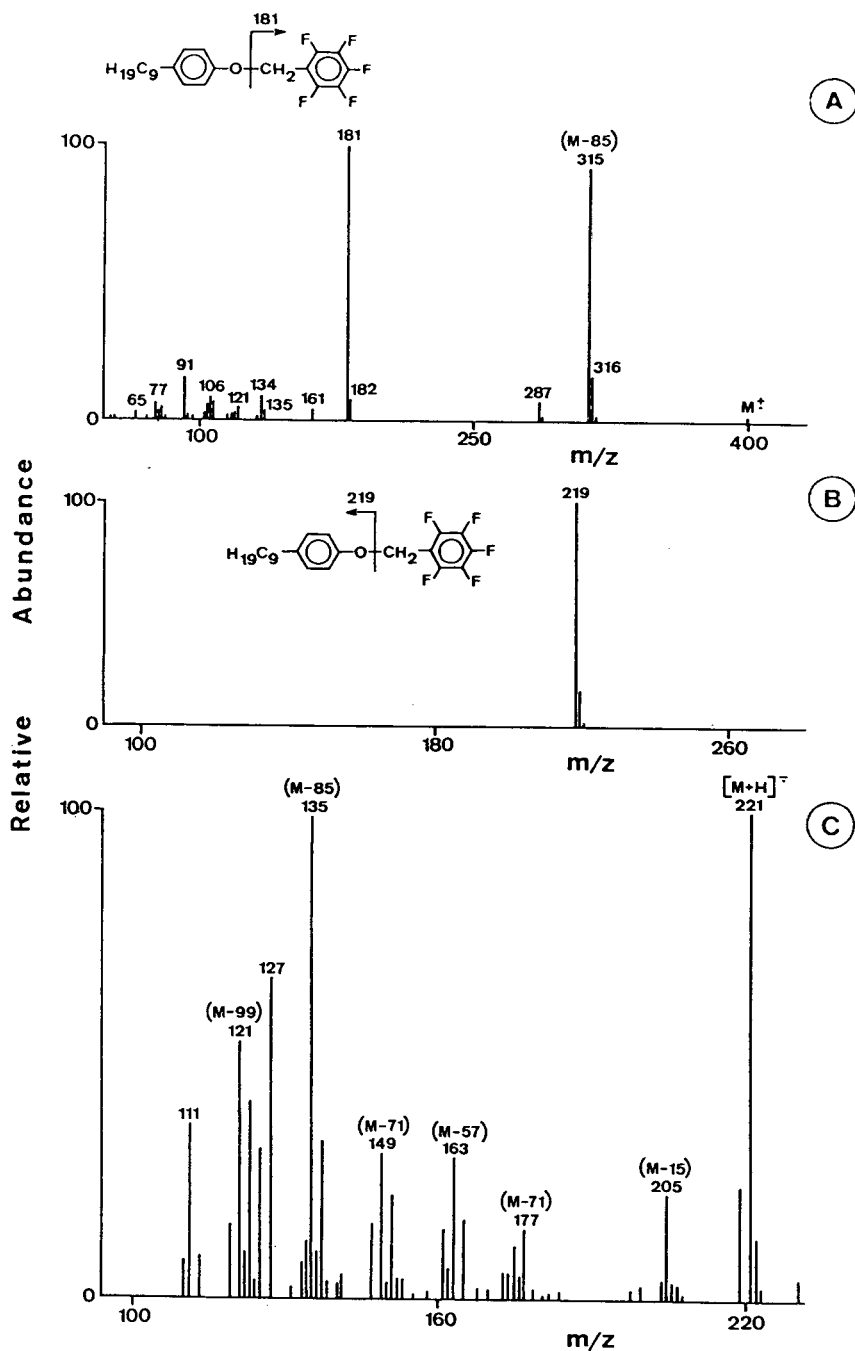 181
H19C9 O CH2 F F F F F
A
100
181
(M-85)
315
91
65
77
106
121
134
135
161
182
287
316
M+·
0
100
250
400
m/z
Relative Abundance
B
100
219
219
H19C9 O CH2 F F F F F
0
100
180
260
m/z
C
100
(M-85)
135
[M+H]-·
221
127
(M-99)
121
111
(M-71)
149
(M-57)
163
(M-71)
177
(M-15)
205
0
100
160
220
m/z